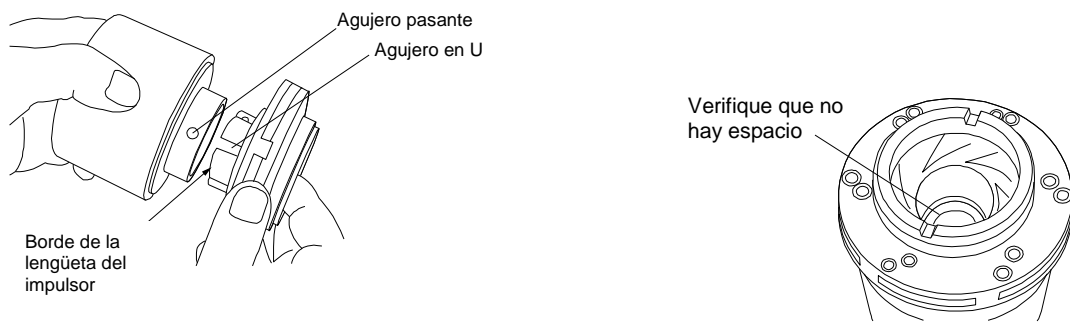 Agujero pasante
Agujero en U
Borde de la
lengüeta del
impulsor
Verifique que no
hay espacio